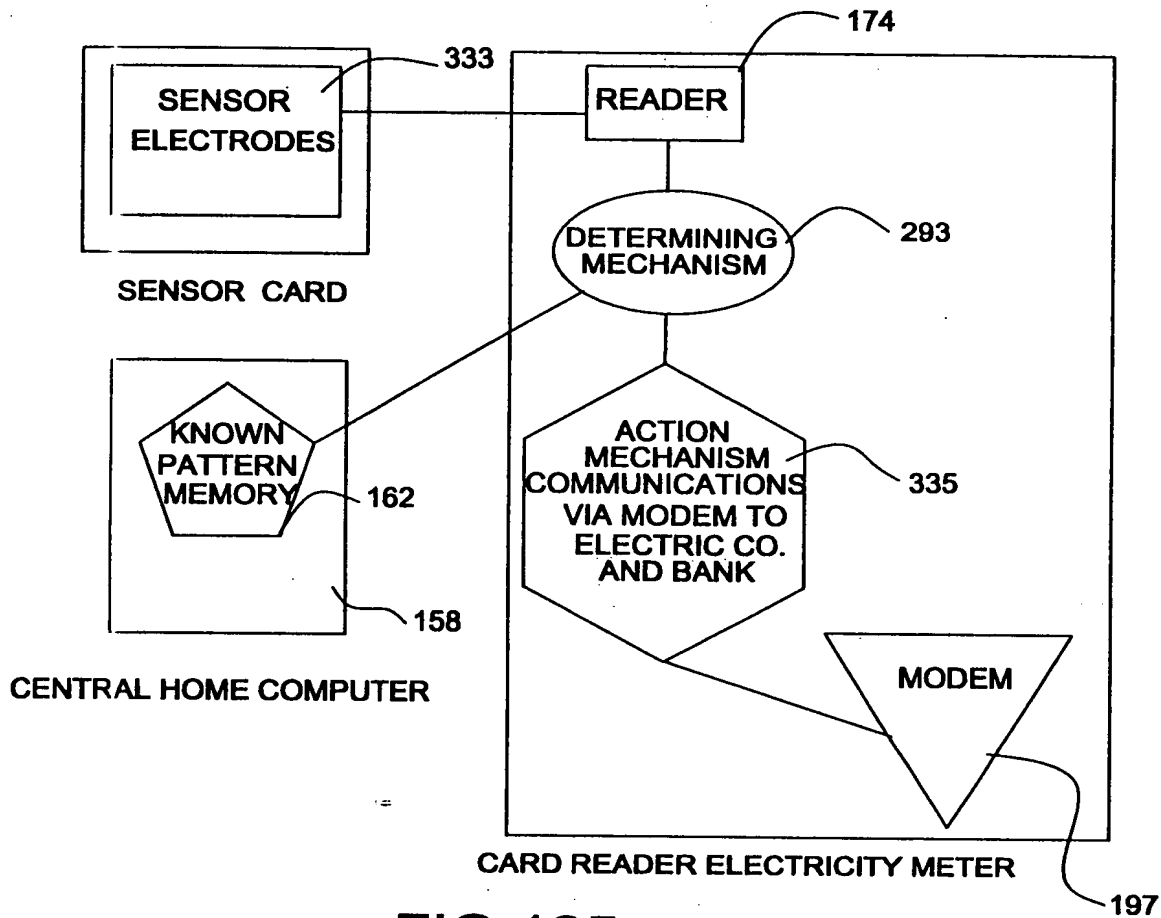 174
333
SENSOR
ELECTRODES
READER
DETERMINING
MECHANISM
293
SENSOR CARD
KNOWN
PATTERN
MEMORY
162
158
ACTION
MECHANISM
COMMUNICATIONS
VIA MODEM TO
ELECTRIC CO.
AND BANK
335
CENTRAL HOME COMPUTER
MODEM
CARD READER ELECTRICITY METER
197